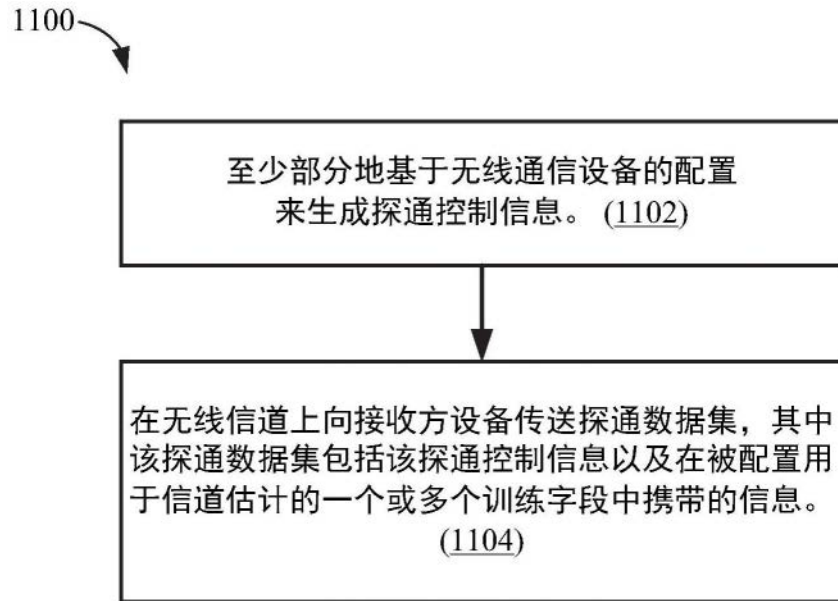 1100
至少部分地基于无线通信设备的配置
来生成探通控制信息。 (1102)
在无线信道上向接收方设备传送探通数据集，其中
该探通数据集包括该探通控制信息以及在被配置用
于信道估计的一个或多个训练字段中携带的信息。
(1104)